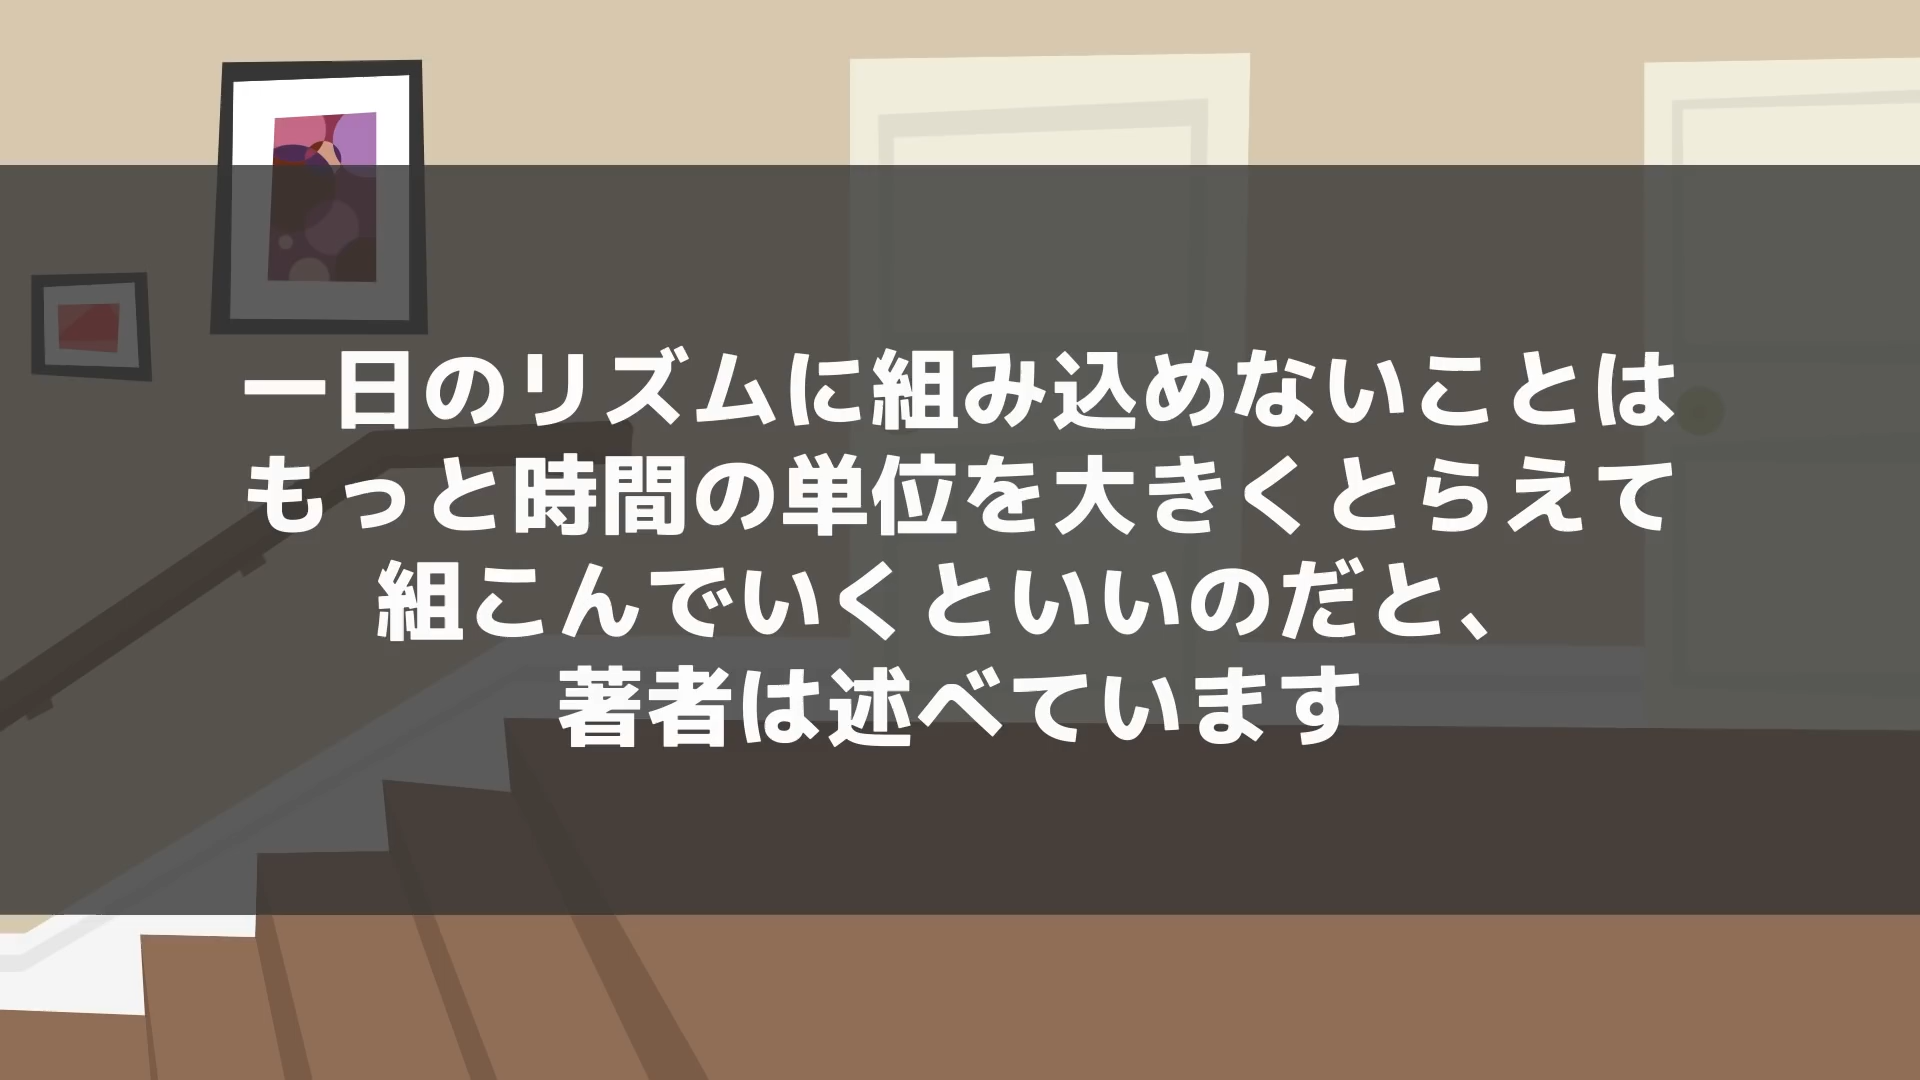 一日のリズムに組み込めないことは
もっと時間の単位を大きくとらえて
組こんでいくといいのだと、
著者は述べています